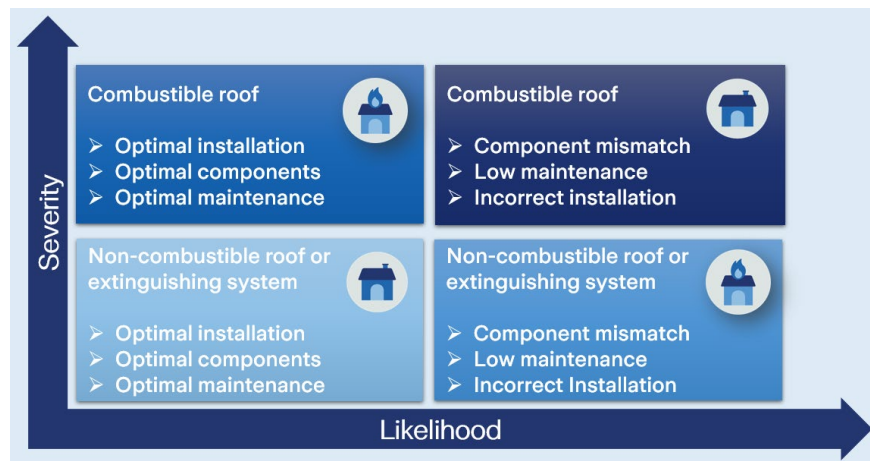 Severity
Combustible roof
➢ Optimal installation
➢ Optimal components
➢ Optimal maintenance
Combustible roof
➢ Component mismatch
➢ Low maintenance
➢ Incorrect installation
Non-combustible roof or
extinguishing system
➢ Optimal installation
➢ Optimal components
➢ Optimal maintenance
Non-combustible roof or
extinguishing system
➢ Component mismatch
➢ Low maintenance
➢ Incorrect Installation
Likelihood